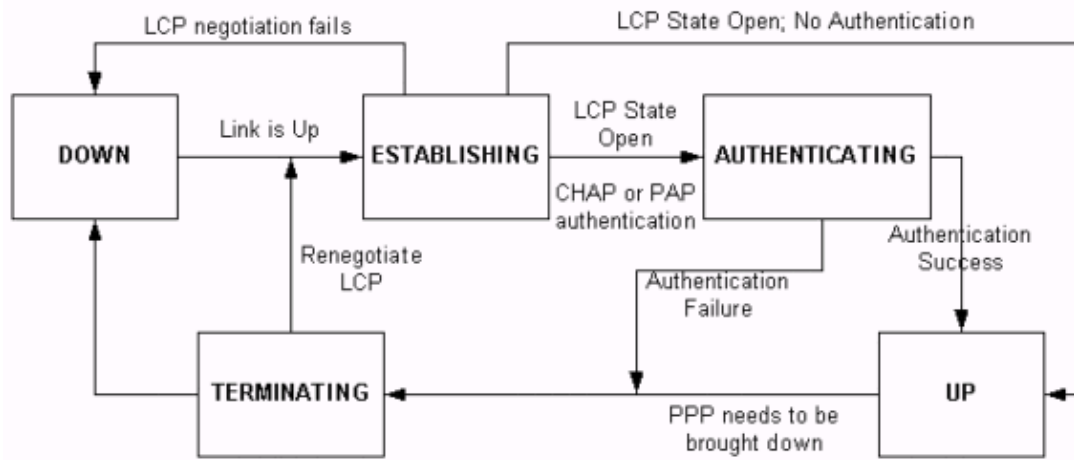 LCP negotiation fails
LCP State Open; No Authentication
DOWN
Link is Up
ESTABLISHING
LCP State
Open
AUTHENTICATING
CHAP or PAP
authentication
Renegotiate
LCP
Authentication
Failure
Authentication
Success
TERMINATING
PPP needs to be
brought down
UP